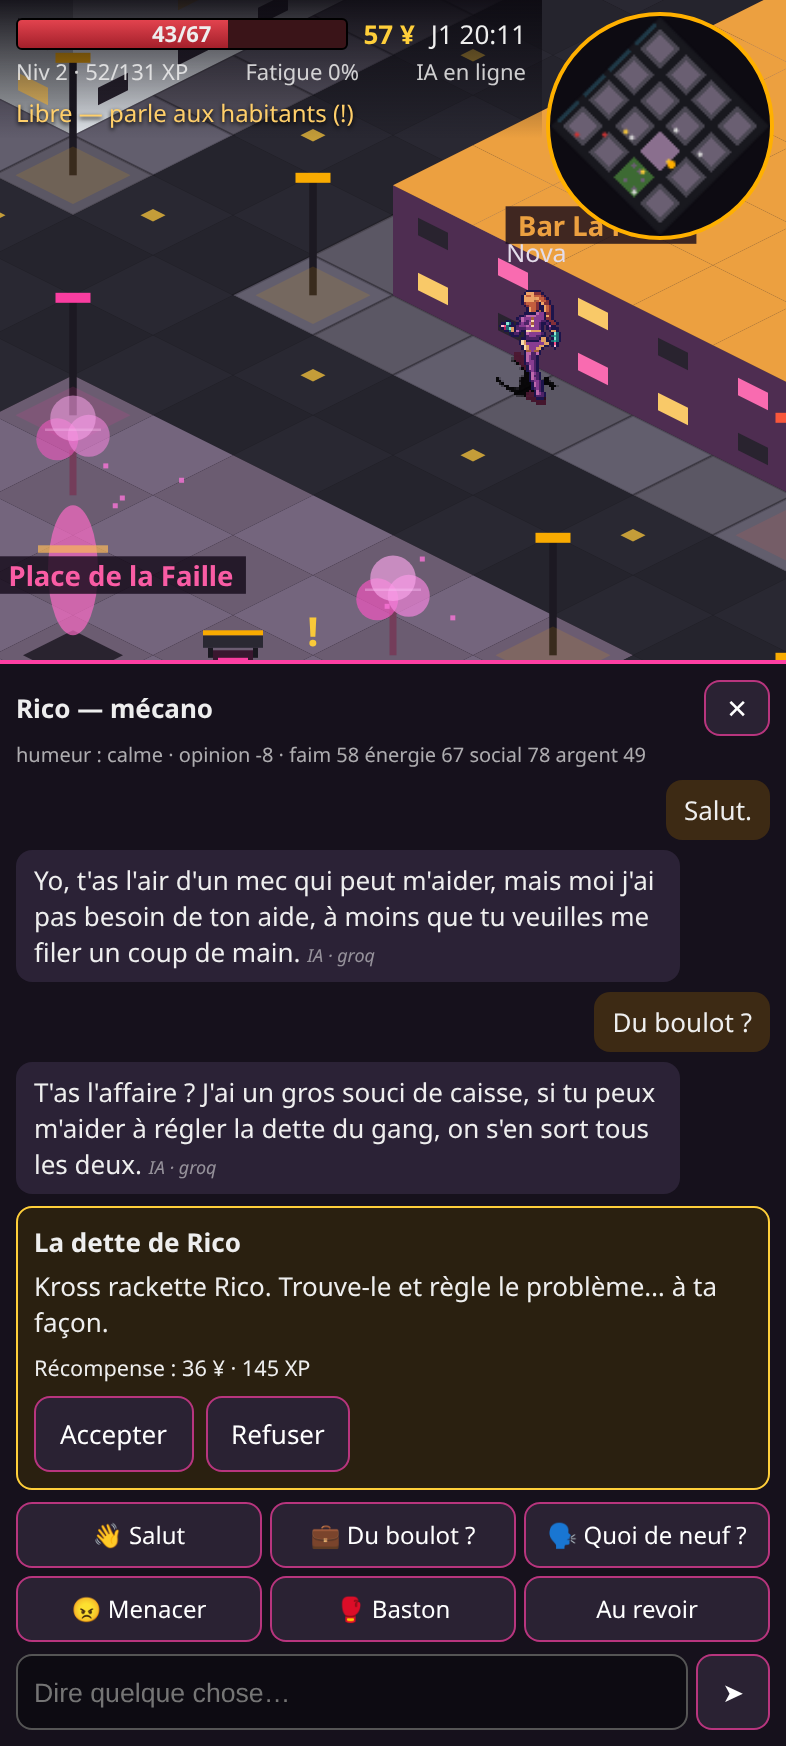 43/67 57 ¥ J1 20:11
Niv 2 · 52/131 XP Fatigue 0% IA en ligne
Libre — parle aux habitants (!)
Bar La
Nova
Place de la Faille
!
Rico — mécano
✕
humeur : calme · opinion -8 · faim 58 énergie 67 social 78 argent 49
Salut.
Yo, t'as l'air d'un mec qui peut m'aider, mais moi j'ai
pas besoin de ton aide, à moins que tu veuilles me
filer un coup de main. IA · groq
Du boulot ?
T'as l'affaire ? J'ai un gros souci de caisse, si tu peux
m'aider à régler la dette du gang, on s'en sort tous
les deux. IA · groq
La dette de Rico
Kross rackette Rico. Trouve-le et règle le problème... à ta
façon.
Récompense : 36 ¥ · 145 XP
Accepter Refuser
👋 Salut 💼 Du boulot ? 🗣️ Quoi de neuf ?
😠 Menacer 🥊 Baston Au revoir
Dire quelque chose... ➤